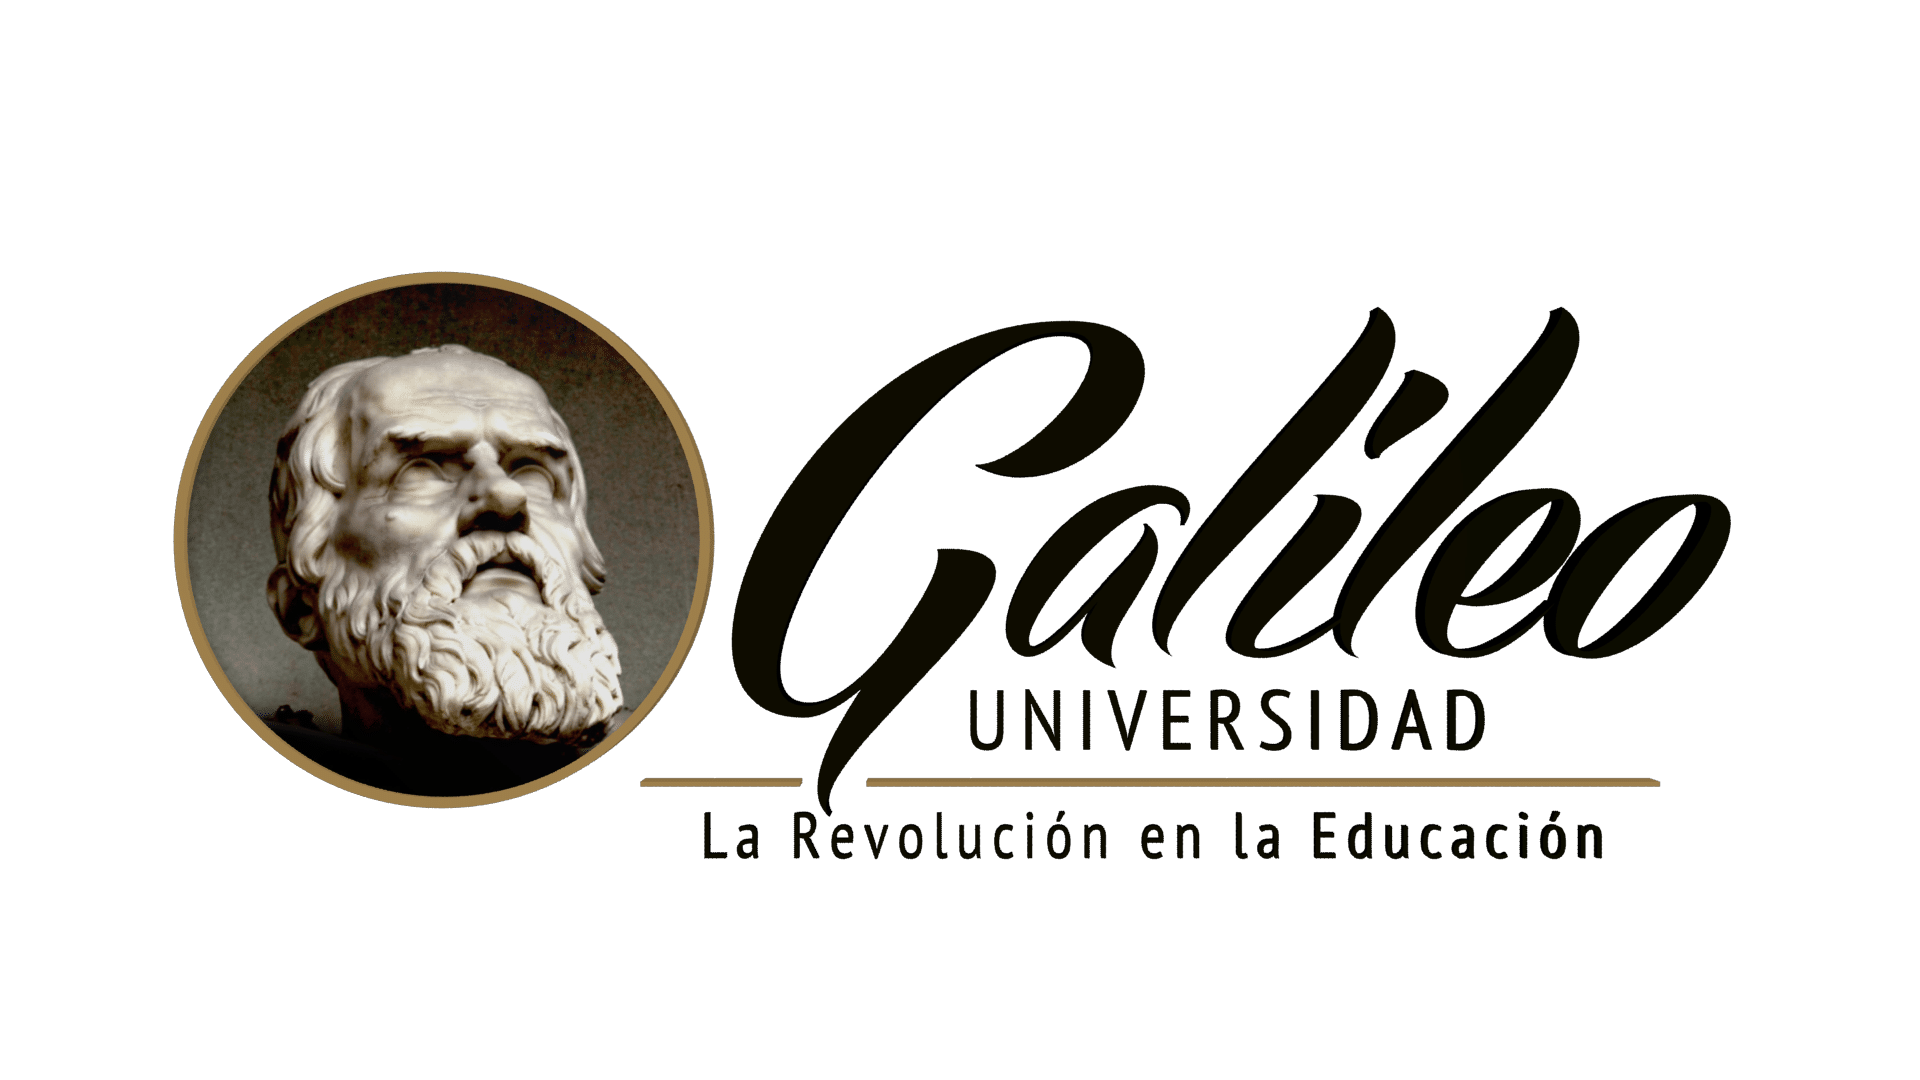 Galileo
UNIVERSIDAD
La Revolución en la Educación